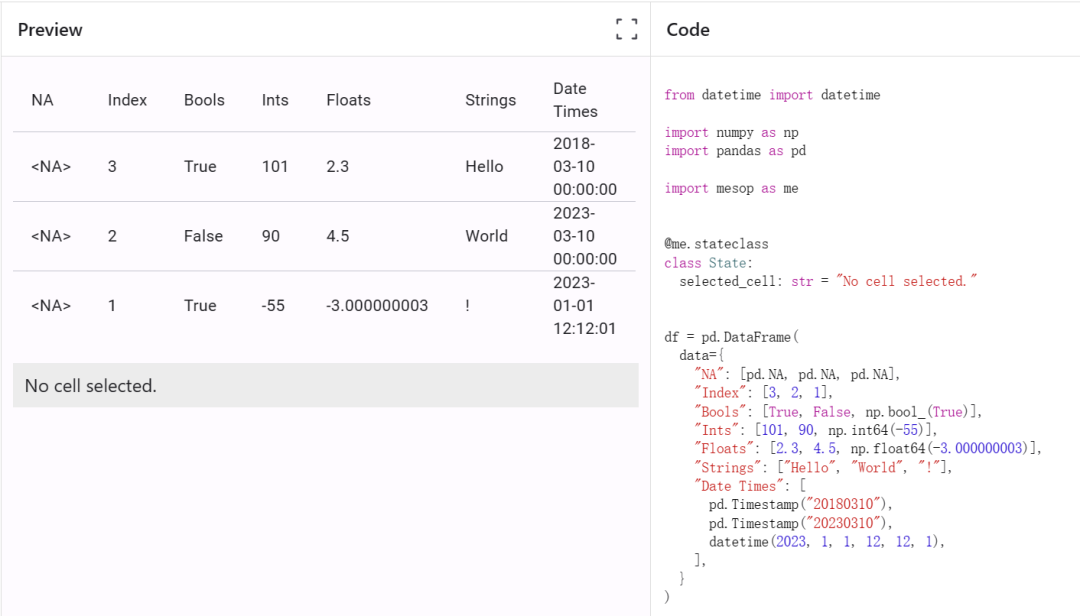 Preview
NA Index Bools Ints Floats Strings Date Times
<NA> 3 True 101 2.3 Hello 2018-03-10 00:00:00
<NA> 2 False 90 4.5 World 2023-03-10 00:00:00
<NA> 1 True -55 -3.000000003 ! 2023-01-01 12:12:01
No cell selected.
Code
from datetime import datetime
import numpy as np
import pandas as pd
import mesop as me
@me.stateclass
class State:
  selected_cell: str = "No cell selected."
df = pd.DataFrame(
  data={
    "NA": [pd.NA, pd.NA, pd.NA],
    "Index": [3, 2, 1],
    "Bools": [True, False, np.bool_(True)],
    "Ints": [101, 90, np.int64(-55)],
    "Floats": [2.3, 4.5, np.float64(-3.000000003)],
    "Strings": ["Hello", "World", "!"],
    "Date Times": [
      pd.Timestamp("20180310"),
      pd.Timestamp("20230310"),
      datetime(2023, 1, 1, 12, 12, 1),
    ],
  }
)